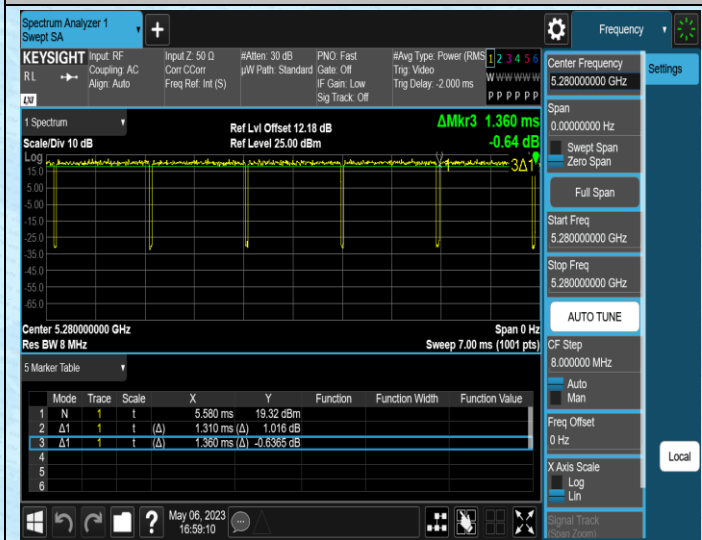 Spectrum Analyzer 1
Swept SA
+
Frequency
KEYSIGHT
RL
LXI
Input: RF
Coupling: AC
Align: Auto
Input Z: 50 Ω
Corr CCorr
Freq Ref: Int (S)
#Atten: 30 dB
µW Path: Standard
PNO: Fast
Gate: Off
IF Gain: Low
Sig Track: Off
#Avg Type: Power (RMS
Trig: Video
Trig Delay: -2.000 ms
1 2 3 4 5 6
W W W W W W
P P P P P P
1 Spectrum
Scale/Div 10 dB
Ref Lvl Offset 12.18 dB
Ref Level 25.00 dBm
ΔMkr3 1.360 ms
-0.64 dB
Log
15.0
5.00
-5.00
-15.0
-25.0
-35.0
-45.0
-55.0
-65.0
1
3Δ1
Center 5.280000000 GHz
Span 0 Hz
Res BW 8 MHz
Sweep 7.00 ms (1001 pts)
5 Marker Table
Mode Trace Scale X Y Function Function Width Function Value
1 N 1 t 5.580 ms 19.32 dBm
2 Δ1 1 t (Δ) 1.310 ms (Δ) 1.016 dB
3 Δ1 1 t (Δ) 1.360 ms (Δ) -0.6365 dB
4
5
6
May 06, 2023
16:59:10
?
Center Frequency
5.280000000 GHz
Settings
Span
0.00000000 Hz
Swept Span
Zero Span
Full Span
Start Freq
5.280000000 GHz
Stop Freq
5.280000000 GHz
AUTO TUNE
CF Step
8.000000 MHz
Auto
Man
Freq Offset
0 Hz
X Axis Scale
Log
Lin
Signal Track
(Span Zoom)
Local